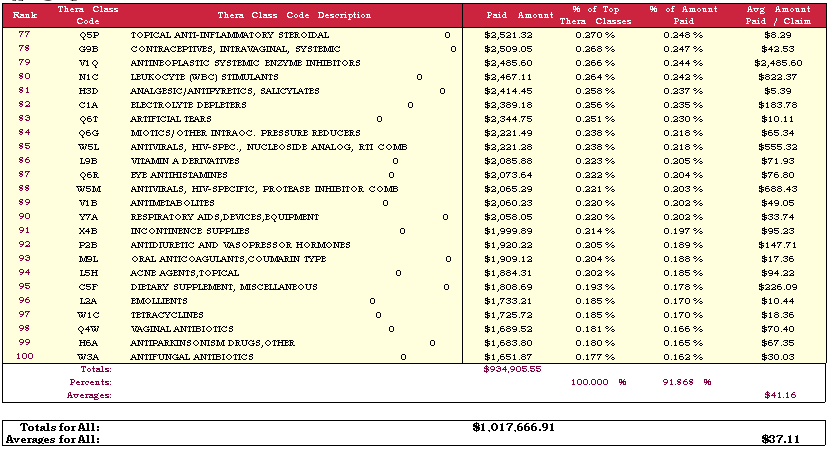 Rank Thera Class Code Thera Class Code Description Paid Amount % of Top Thera Classes % of Amount Paid Avg Amount Paid / Claim
77 Q5P TOPICAL ANTI-INFLAMMATORY STEROIDAL 0 $2,521.32 0.270 % 0.248 % $8.29
78 G9B CONTRACEPTIVES, INTRAVAGINAL, SYSTEMIC 0 $2,509.05 0.268 % 0.247 % $42.53
79 V1Q ANTINEOPLASTIC SYSTEMIC ENZYME INHIBITORS $2,485.60 0.266 % 0.244 % $2,485.60
80 N1C LEUKOCYTE (WBC) STIMULANTS 0 $2,467.11 0.264 % 0.242 % $822.37
81 H3D ANALGESIC/ANTIPYRETICS, SALICYLATES 0 $2,414.45 0.258 % 0.237 % $5.39
82 C1A ELECTROLYTE DEPLETERS 0 $2,389.18 0.256 % 0.235 % $183.78
83 Q6T ARTIFICIAL TEARS 0 $2,344.75 0.251 % 0.230 % $10.11
84 Q6G MIOTICS/OTHER INTRAOC. PRESSURE REDUCERS $2,221.49 0.238 % 0.218 % $65.34
85 W5L ANTIVIRALS, HIV-SPEC., NUCLEOSIDE ANALOG, RTI COMB $2,221.28 0.238 % 0.218 % $555.32
86 L9B VITAMIN A DERIVATIVES 0 $2,085.88 0.223 % 0.205 % $71.93
87 Q6R EYE ANTIHISTAMINES 0 $2,073.64 0.222 % 0.204 % $76.80
88 W5M ANTIVIRALS, HIV-SPECIFIC, PROTEASE INHIBITOR COMB $2,065.29 0.221 % 0.203 % $688.43
89 V1B ANTIMETABOLITES 0 $2,060.23 0.220 % 0.202 % $49.05
90 Y7A RESPIRATORY AIDS,DEVICES,EQUIPMENT 0 $2,058.05 0.220 % 0.202 % $33.74
91 X4B INCONTINENCE SUPPLIES 0 $1,999.89 0.214 % 0.197 % $95.23
92 P2B ANTIDIURETIC AND VASOPRESSOR HORMONES $1,920.22 0.205 % 0.189 % $147.71
93 M9L ORAL ANTICOAGULANTS,COUMARIN TYPE 0 $1,909.12 0.204 % 0.188 % $17.36
94 L5H ACNE AGENTS,TOPICAL 0 $1,884.31 0.202 % 0.185 % $94.22
95 C5F DIETARY SUPPLEMENT, MISCELLANEOUS 0 $1,808.69 0.193 % 0.178 % $226.09
96 L2A EMOLLIENTS 0 $1,733.21 0.185 % 0.170 % $10.44
97 W1C TETRACYCLINES 0 $1,725.72 0.185 % 0.170 % $18.36
98 Q4W VAGINAL ANTIBIOTICS 0 $1,689.52 0.181 % 0.166 % $70.40
99 H6A ANTIPARKINSONISM DRUGS,OTHER 0 $1,683.80 0.180 % 0.165 % $67.35
100 W3A ANTIFUNGAL ANTIBIOTICS 0 $1,651.87 0.177 % 0.162 % $30.03
Totals: $934,905.55
Percents: 100.000 % 91.868 %
Averages: $41.16
Totals for All: $1,017,666.91
Averages for All: $37.11